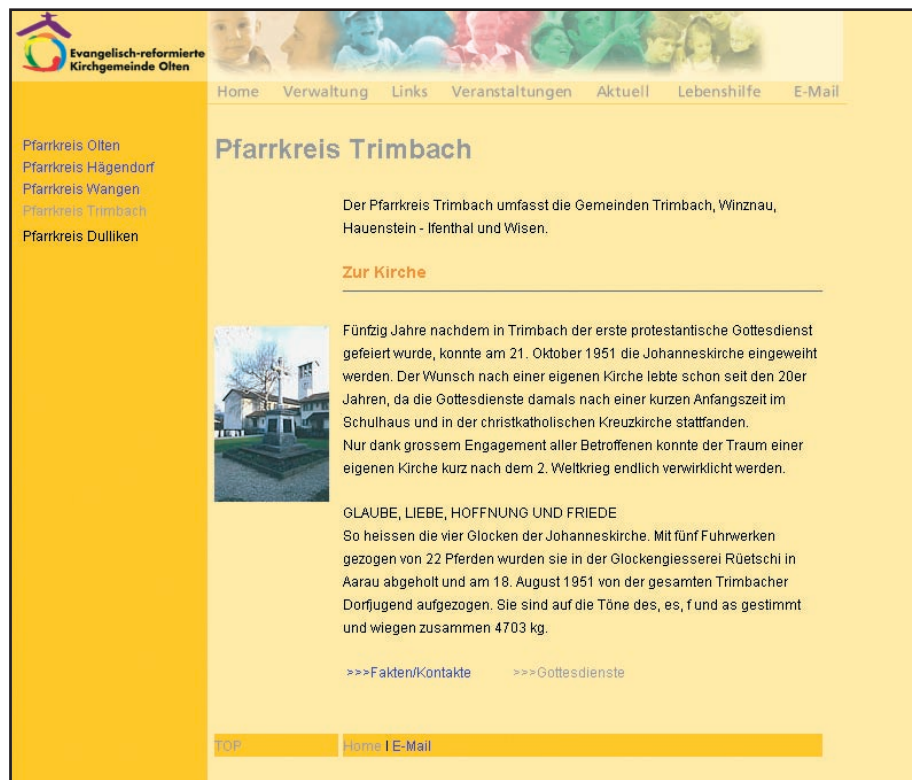 Evangelisch-reformierte
Kirchgemeinde Olten
Home Verwaltung Links Veranstaltungen Aktuell Lebenshilfe E-Mail
Pfarrkreis Olten
Pfarrkreis Hägendorf
Pfarrkreis Wangen
Pfarrkreis Trimbach
Pfarrkreis Dulliken
Pfarrkreis Trimbach
Der Pfarrkreis Trimbach umfasst die Gemeinden Trimbach, Winznau,
Hauenstein - Ifenthal und Wisen.
Zur Kirche
Fünfzig Jahre nachdem in Trimbach der erste protestantische Gottesdienst
gefeiert wurde, konnte am 21. Oktober 1951 die Johanneskirche eingeweiht
werden. Der Wunsch nach einer eigenen Kirche lebte schon seit den 20er
Jahren, da die Gottesdienste damals nach einer kurzen Anfangszeit im
Schulhaus und in der christkatholischen Kreuzkirche stattfanden.
Nur dank grossem Engagement aller Betroffenen konnte der Traum einer
eigenen Kirche kurz nach dem 2. Weltkrieg endlich verwirklicht werden.
GLAUBE, LIEBE, HOFFNUNG UND FRIEDE
So heissen die vier Glocken der Johanneskirche. Mit fünf Fuhrwerken
gezogen von 22 Pferden wurden sie in der Glockengiesserei Rüetschi in
Aarau abgeholt und am 18. August 1951 von der gesamten Trimbacher
Dorfjugend aufgezogen. Sie sind auf die Töne des, es, f und as gestimmt
und wiegen zusammen 4703 kg.
>>>Fakten/Kontakte >>>Gottesdienste
TOP Home I E-Mail